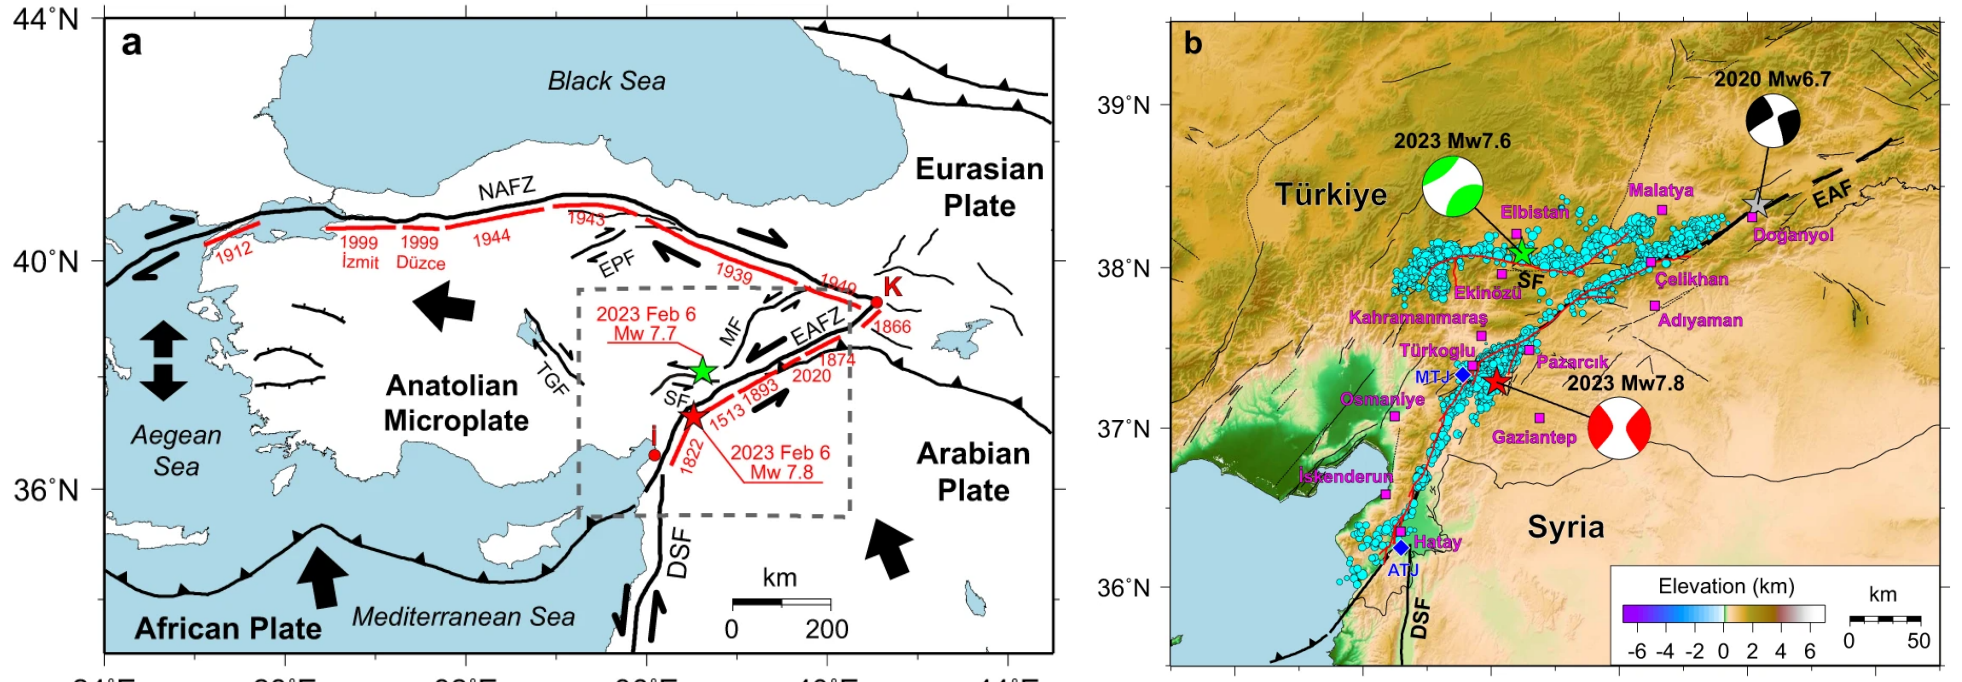 a
44°N
40°N
36°N
Black Sea
Eurasian
Plate
NAFZ
1912
1999
İzmit
1999
Düzce
1944
1943
EPF
1939
1949
K
1866
2023 Feb 6
Mw 7.7
MF
EAFZ
1874
2020
1893
1513
1822
SF
TGF
Anatolian
Microplate
Aegean
Sea
2023 Feb 6
Mw 7.8
Arabian
Plate
DSF
km
0 200
African Plate
Mediterranean Sea
b
39°N
38°N
37°N
36°N
2020 Mw6.7
2023 Mw7.6
Türkiye
Malatya
Elbistan
EAF
Doğanyol
SF
Ekinözü
Çelikhan
Adıyaman
Kahramanmaraş
Türkoglu
Pazarcık
MTJ
2023 Mw7.8
Osmaniye
Gaziantep
İskenderun
Syria
Hatay
ATJ
DSF
Elevation (km)
-6 -4 -2 0 2 4 6
km
0 50